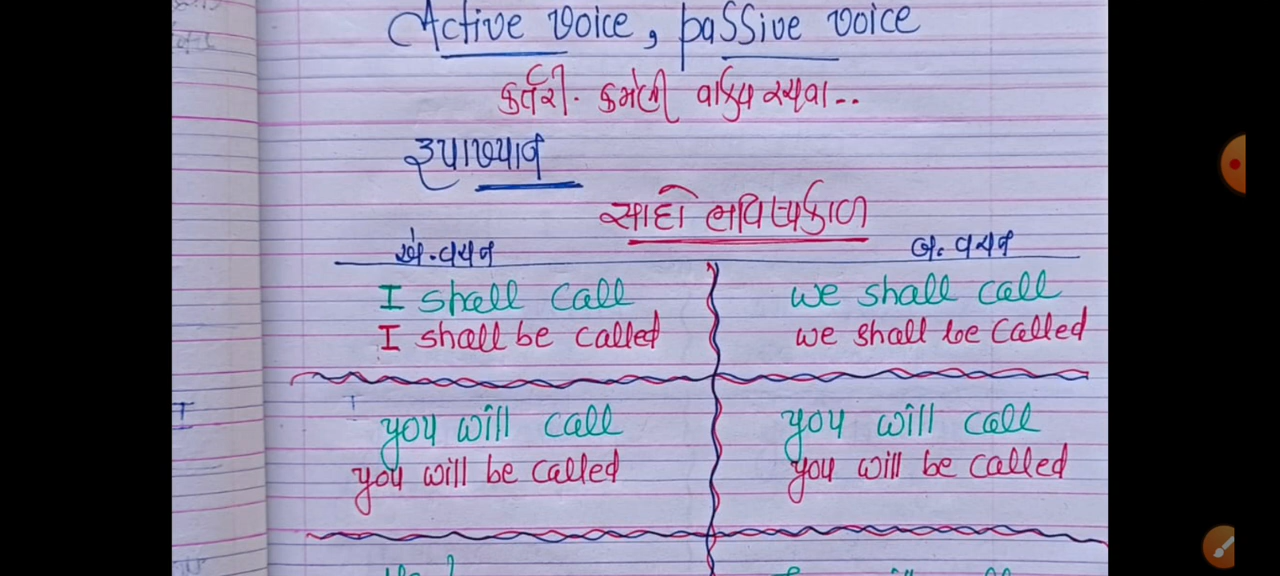 Active voice, passive voice
કર્તરી. કર્મણી વાક્ય રચવા..
રૂપાખ્યાન
સાદો ભવિષ્યકાળ
એ.વચન બ.વચન
I shall call we shall call
I shall be called we shall be called
you will call you will call
you will be called you will be called